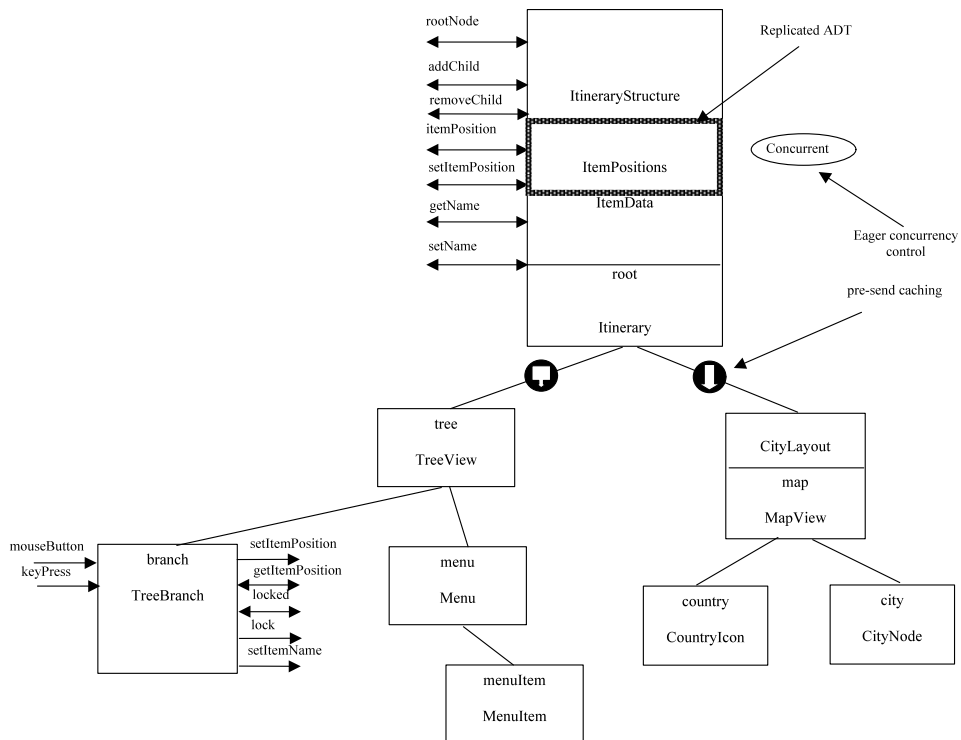 rootNode
Replicated ADT
addChild
ItineraryStructure
removeChild
itemPosition
Concurrent
ItemPositions
setItemPosition
ItemData
getName
Eager concurrency
control
setName
root
pre-send caching
Itinerary
tree
TreeView
CityLayout
map
MapView
mouseButton
keyPress
branch
TreeBranch
setItemPosition
getItemPosition
locked
lock
setItemName
menu
Menu
country
CountryIcon
city
CityNode
menuItem
MenuItem